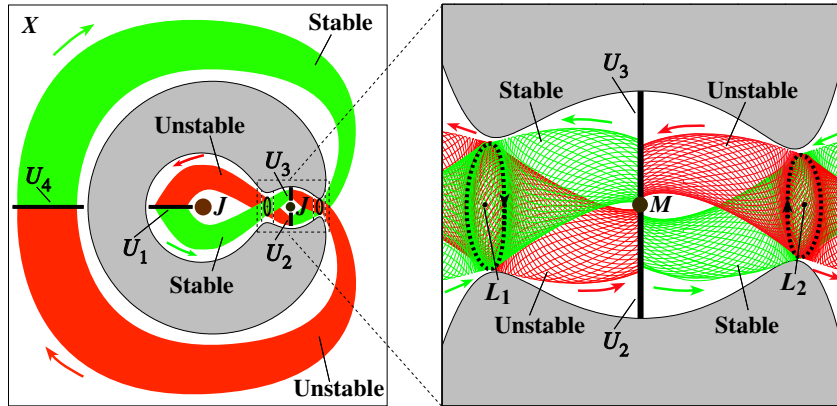 X
Stable
Unstable
U4
U3
J
J
U1
U2
Stable
Unstable
U3
Stable
Unstable
M
L1
L2
Unstable
Stable
U2